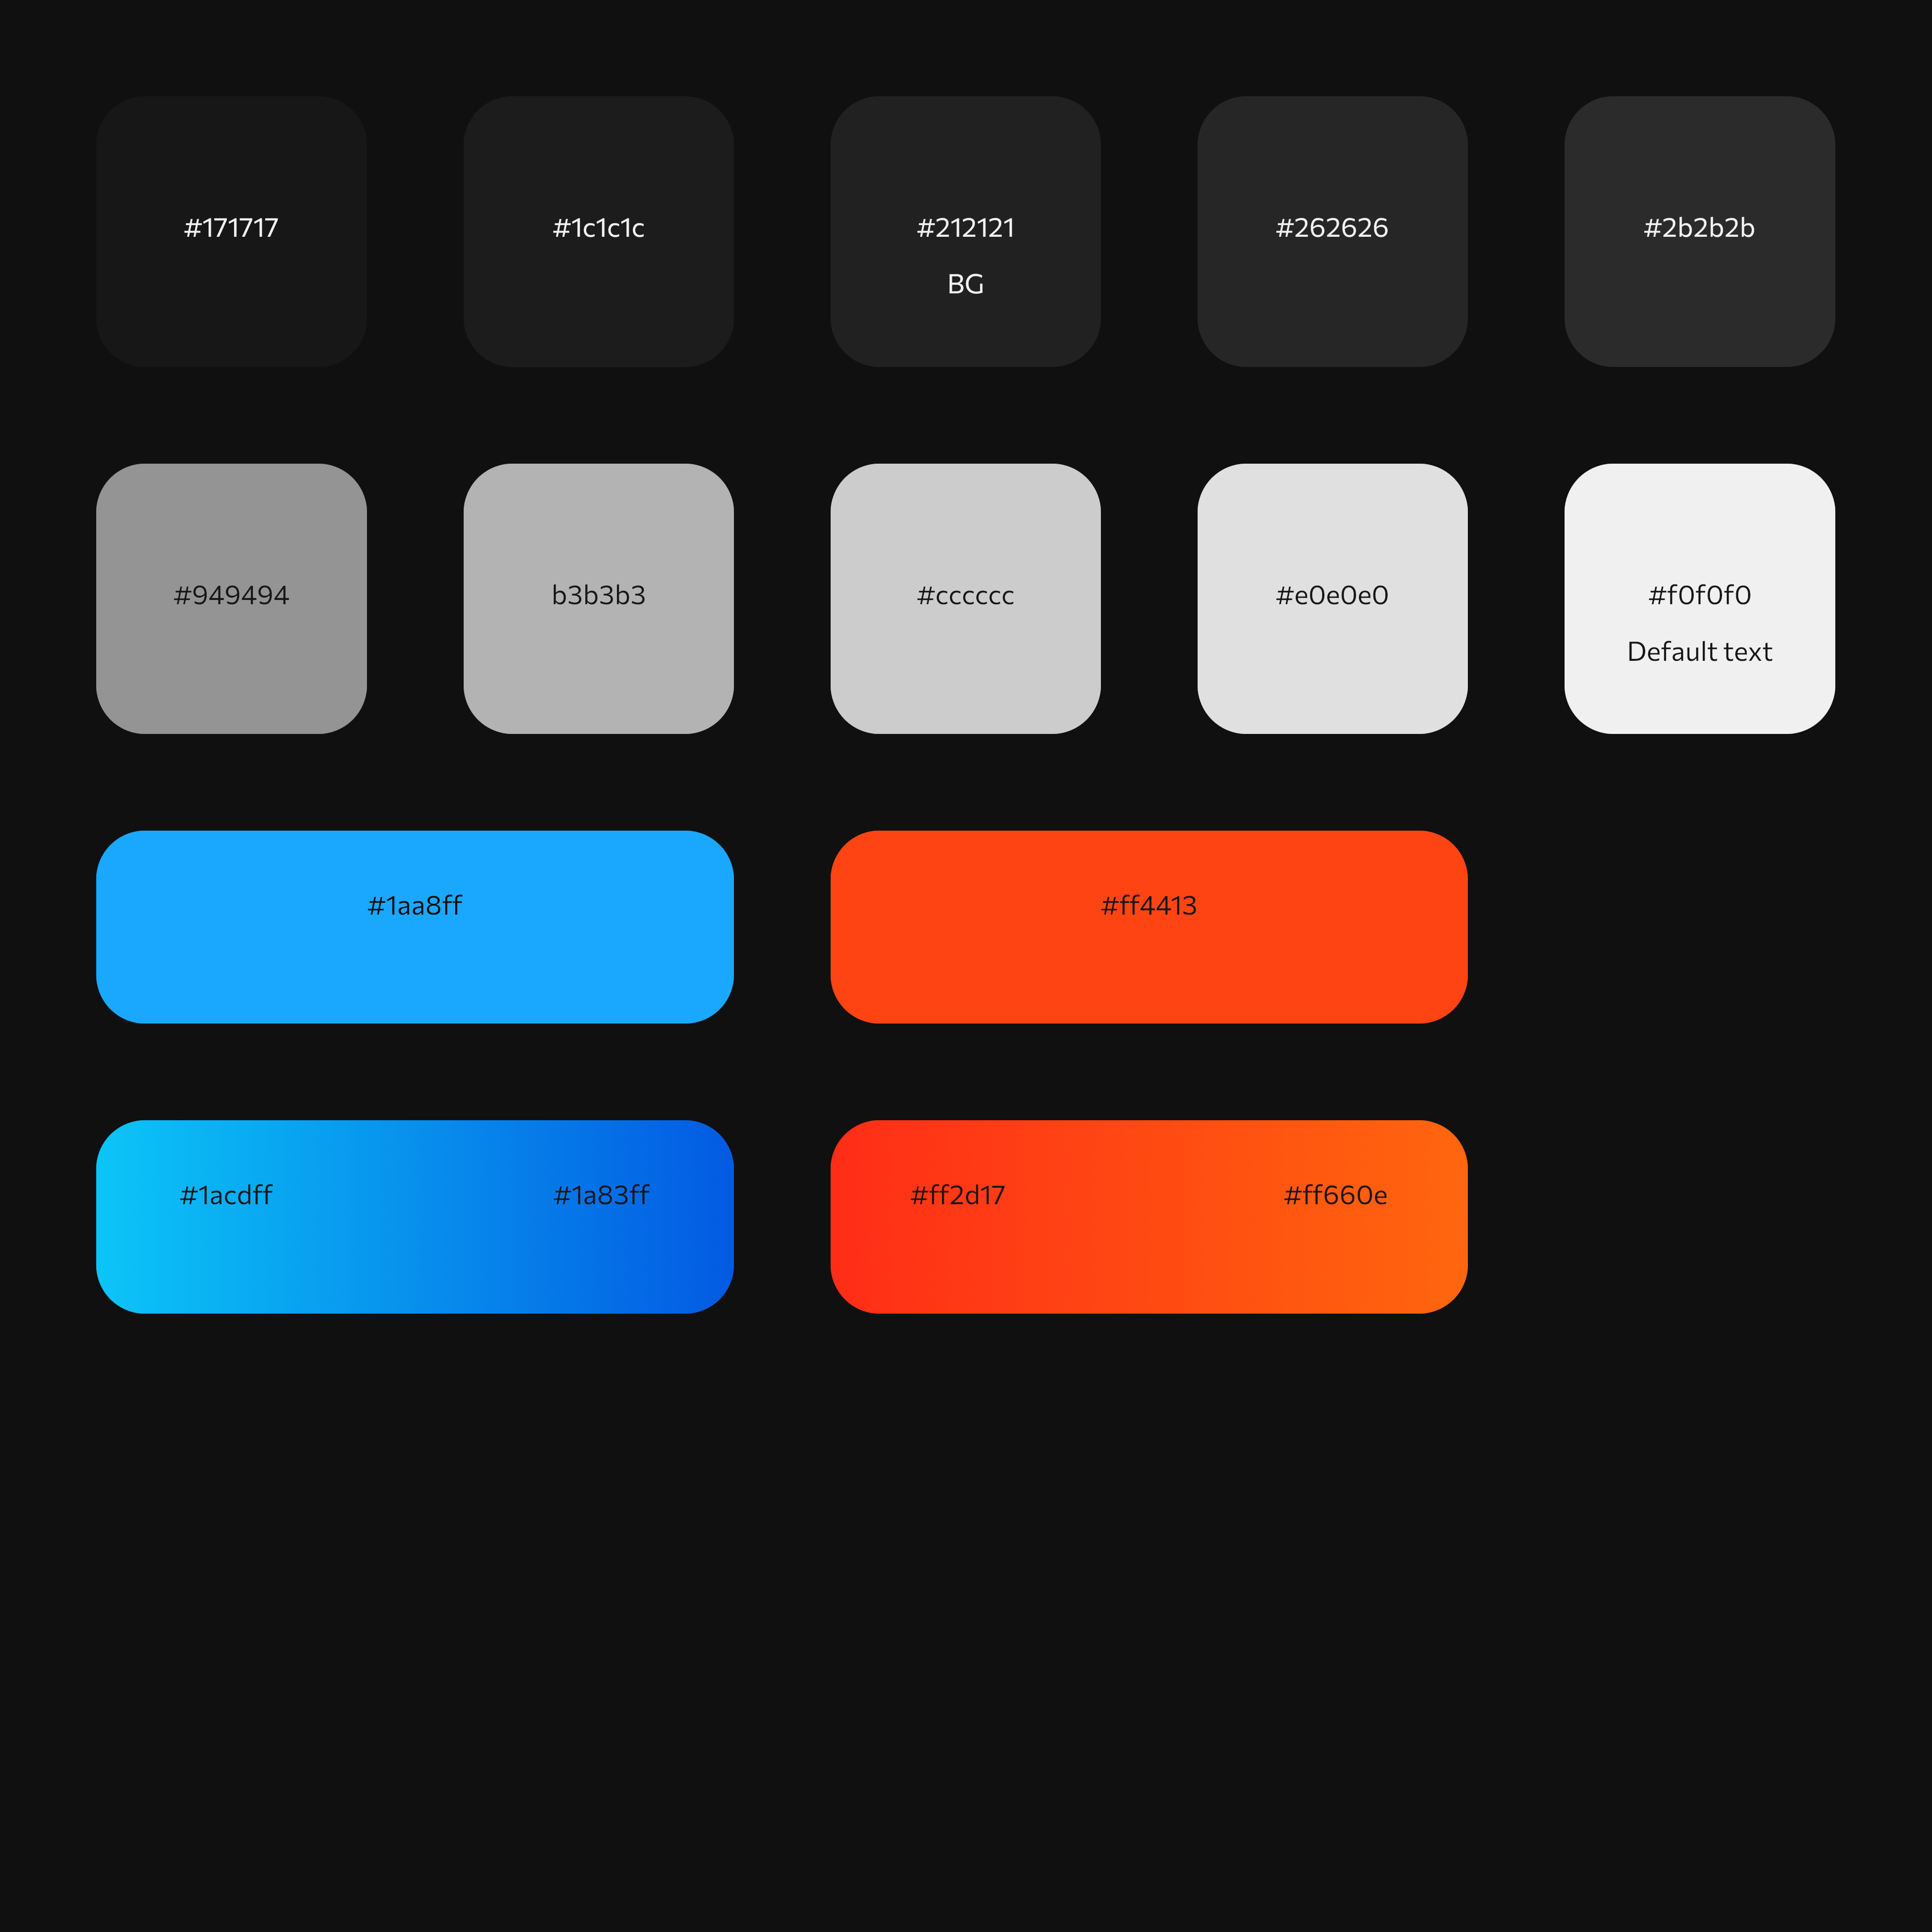 #171717
#1c1c1c
#212121
BG
#262626
#2b2b2b
#949494
b3b3b3
#cccccc
#e0e0e0
#f0f0f0
Default text
#1aa8ff
#ff4413
#1acdff
#1a83ff
#ff2d17
#ff660e